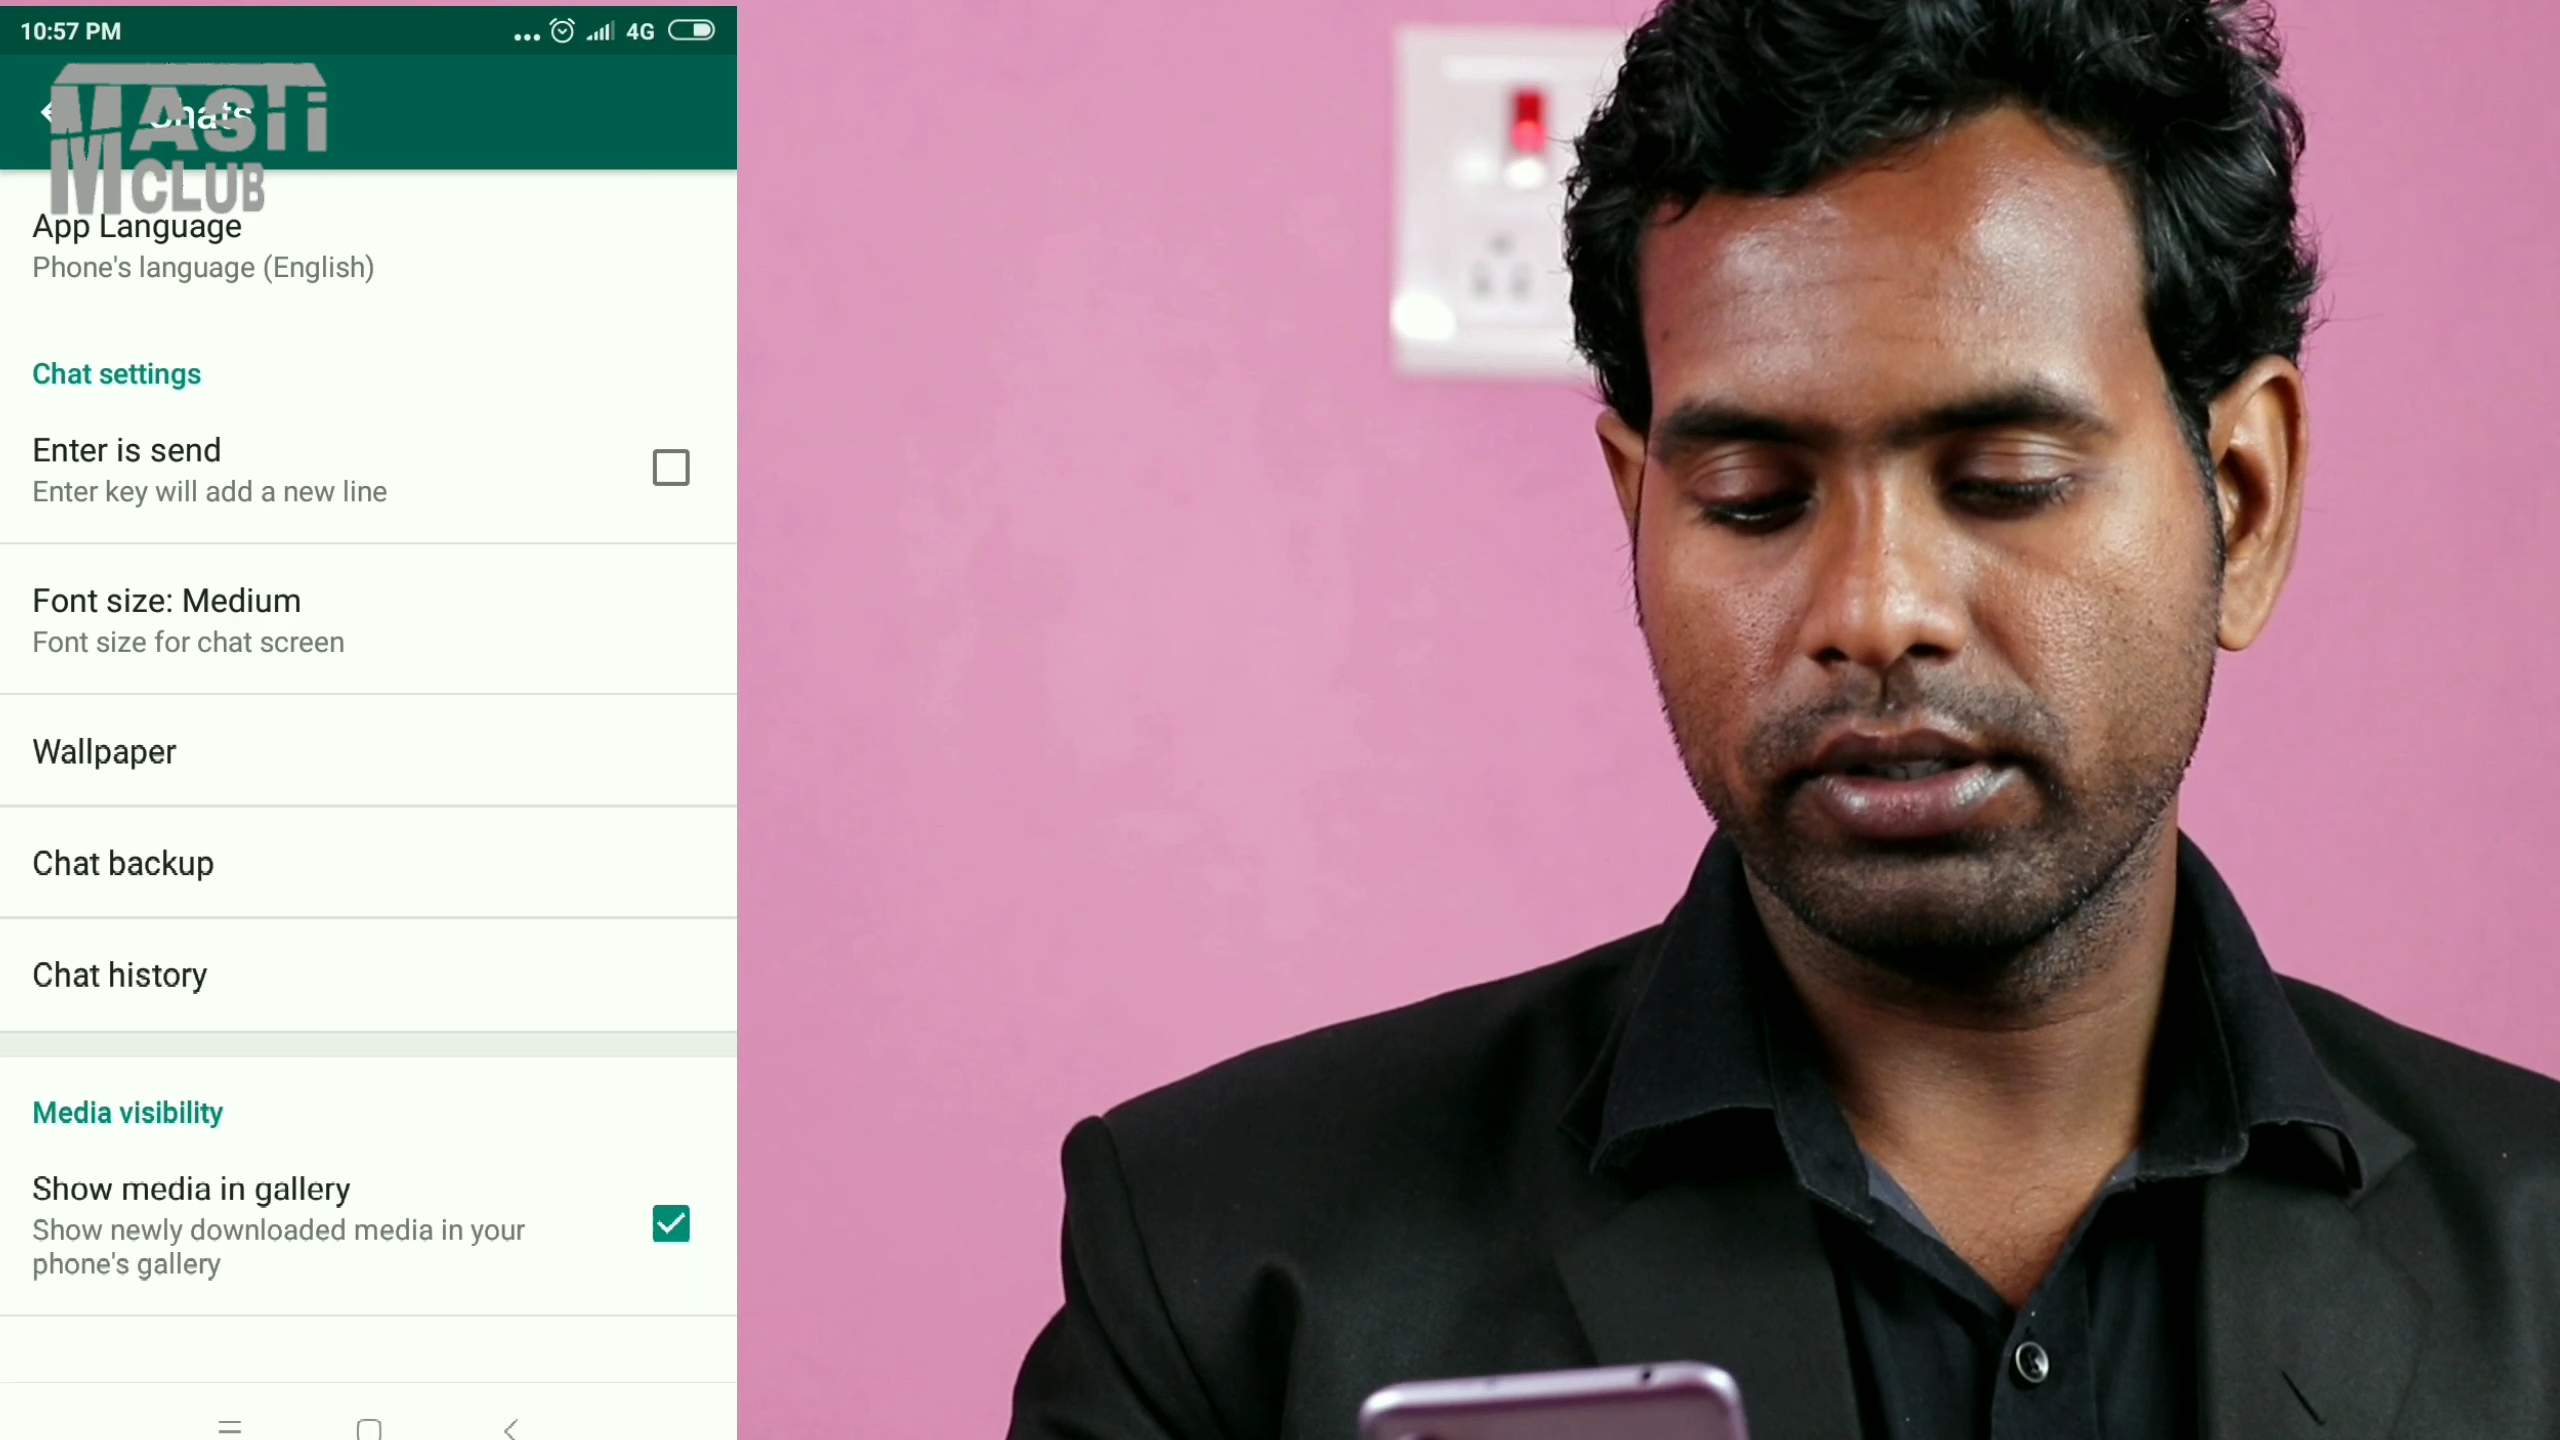 10:57 PM
4G
Chats
MASTi
M CLUB
App Language
Phone's language (English)
Chat settings
Enter is send
Enter key will add a new line
Font size: Medium
Font size for chat screen
Wallpaper
Chat backup
Chat history
Media visibility
Show media in gallery
Show newly downloaded media in your
phone's gallery